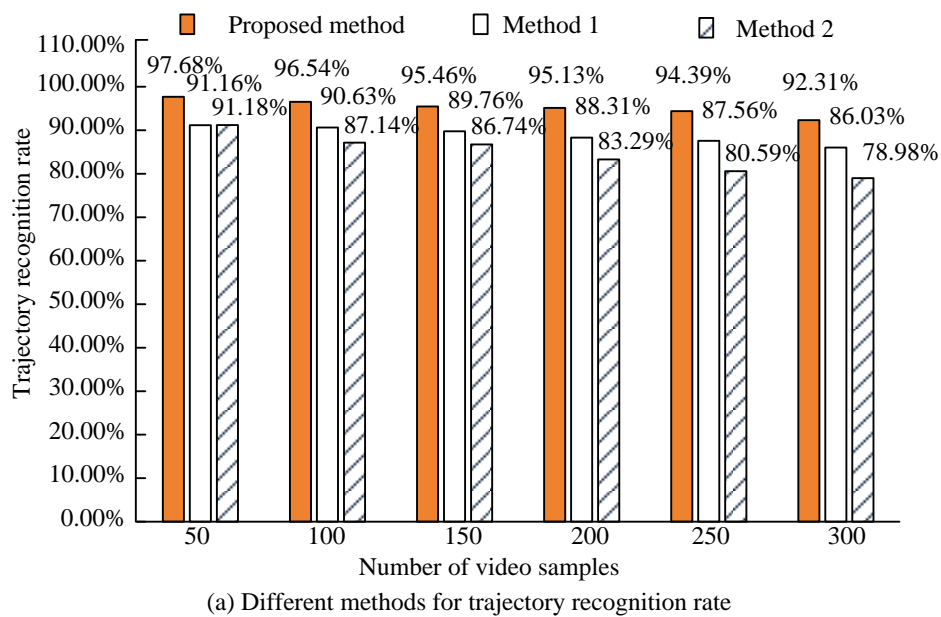 Proposed method Method 1 Method 2
110.00%
100.00%
90.00%
80.00%
70.00%
60.00%
50.00%
40.00%
30.00%
20.00%
10.00%
0.00%
Trajectory recognition rate
97.68% 96.54% 95.46% 95.13% 94.39% 92.31%
91.16% 90.63% 89.76% 88.31% 87.56% 86.03%
91.18% 87.14% 86.74% 83.29% 80.59% 78.98%
50 100 150 200 250 300
Number of video samples
(a) Different methods for trajectory recognition rate